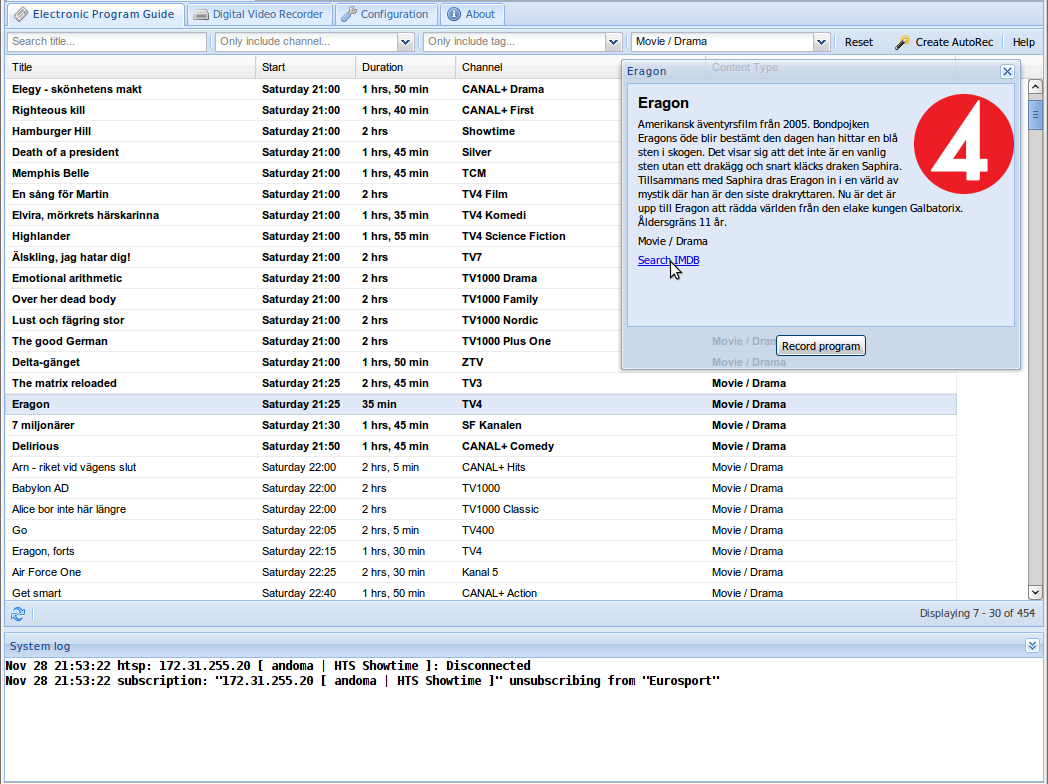 Electronic Program Guide Digital Video Recorder Configuration About
Search title... Only include channel... Only include tag... Movie / Drama Reset Create AutoRec Help
Title Start Duration Channel Content Type
Elegy - skönhetens makt Saturday 21:00 1 hrs, 50 min CANAL+ Drama
Righteous kill Saturday 21:00 1 hrs, 40 min CANAL+ First
Hamburger Hill Saturday 21:00 2 hrs Showtime
Death of a president Saturday 21:00 1 hrs, 45 min Silver
Memphis Belle Saturday 21:00 1 hrs, 45 min TCM
En sång för Martin Saturday 21:00 2 hrs TV4 Film
Elvira, mörkrets härskarinna Saturday 21:00 1 hrs, 35 min TV4 Komedi
Highlander Saturday 21:00 1 hrs, 55 min TV4 Science Fiction
Älskling, jag hatar dig! Saturday 21:00 2 hrs TV7
Emotional arithmetic Saturday 21:00 2 hrs TV1000 Drama
Over her dead body Saturday 21:00 2 hrs TV1000 Family
Lust och fägring stor Saturday 21:00 2 hrs TV1000 Nordic
The good German Saturday 21:00 2 hrs TV1000 Plus One Movie / Dram
Delta-gänget Saturday 21:00 1 hrs, 50 min ZTV Movie / Drama
The matrix reloaded Saturday 21:25 2 hrs, 45 min TV3 Movie / Drama
Eragon Saturday 21:25 35 min TV4 Movie / Drama
7 miljonärer Saturday 21:30 1 hrs, 45 min SF Kanalen Movie / Drama
Delirious Saturday 21:50 1 hrs, 45 min CANAL+ Comedy Movie / Drama
Arn - riket vid vägens slut Saturday 22:00 2 hrs, 5 min CANAL+ Hits Movie / Drama
Babylon AD Saturday 22:00 2 hrs TV1000 Movie / Drama
Alice bor inte här längre Saturday 22:00 2 hrs TV1000 Classic Movie / Drama
Go Saturday 22:05 2 hrs, 5 min TV400 Movie / Drama
Eragon, forts Saturday 22:15 1 hrs, 30 min TV4 Movie / Drama
Air Force One Saturday 22:25 2 hrs, 30 min Kanal 5 Movie / Drama
Get smart Saturday 22:40 1 hrs, 50 min CANAL+ Action Movie / Drama
Eragon
Eragon
4
Amerikansk äventyrsfilm från 2005. Bondpojken
Eragons öde blir bestämt den dagen han hittar en blå
sten i skogen. Det visar sig att det inte är en vanlig
sten utan ett drakägg och snart kläcks draken Saphira.
Tillsammans med Saphira dras Eragon in i en värld av
mystik där han är den siste drakryttaren. Nu är det är
upp till Eragon att rädda världen från den elake kungen Galbatorix.
Åldersgräns 11 år.
Movie / Drama
Search IMDB
Record program
Displaying 7 - 30 of 454
System log
Nov 28 21:53:22 htsp: 172.31.255.20 [ andoma | HTS Showtime ]: Disconnected
Nov 28 21:53:22 subscription: "172.31.255.20 [ andoma | HTS Showtime ]" unsubscribing from "Eurosport"